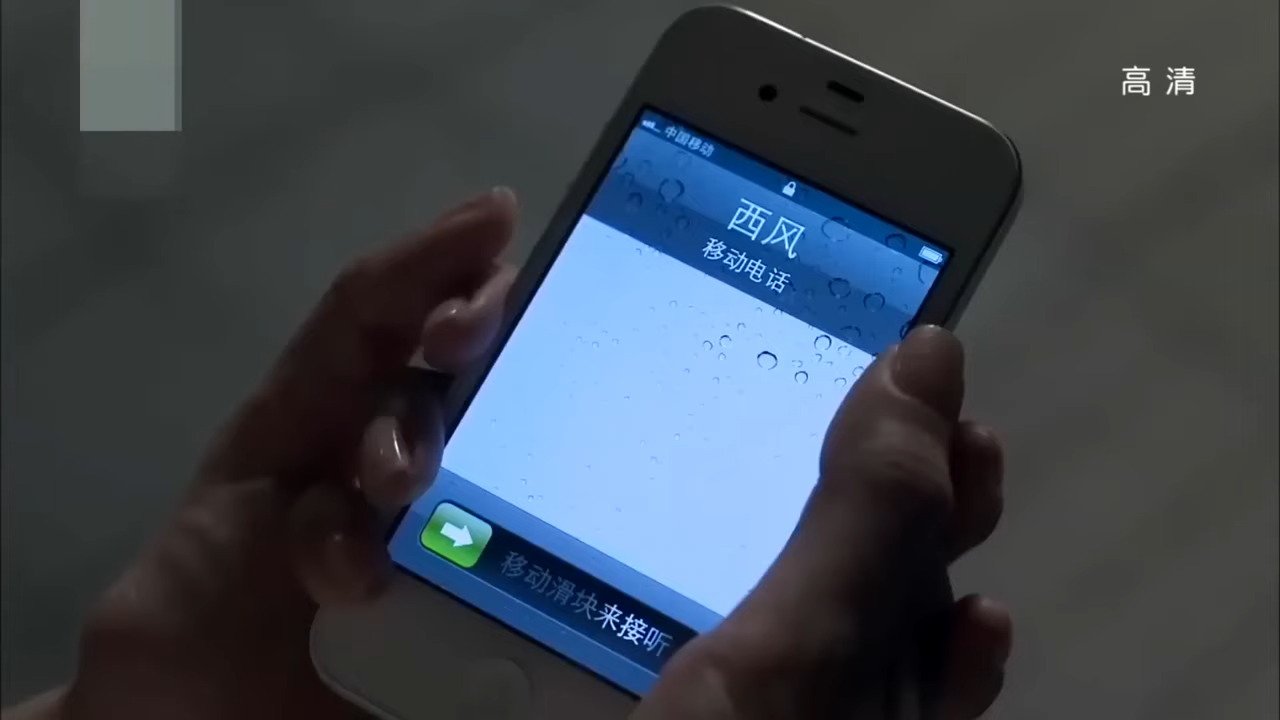 高清
中国移动
西风
移动电话
移动滑块来接听